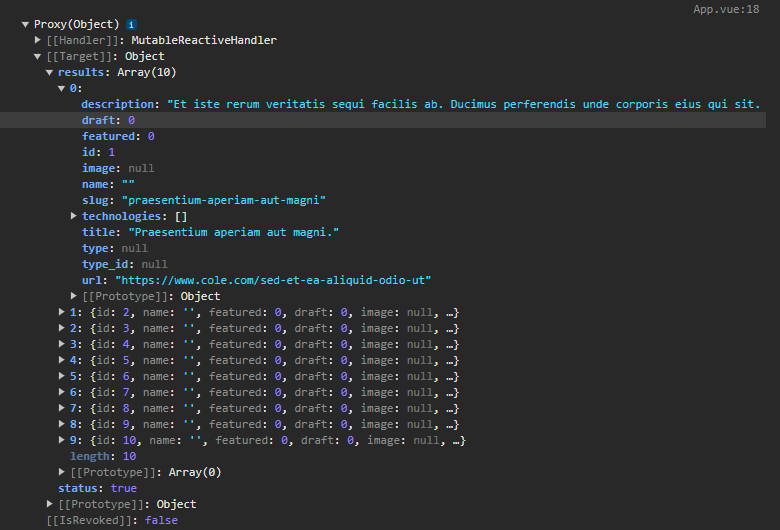 App.vue:18
Proxy(Object) i
[[Handler]]: MutableReactiveHandler
[[Target]]: Object
results: Array(10)
0:
description: "Et iste rerum veritatis sequi facilis ab. Ducimus perferendis unde corporis eius qui sit.
draft: 0
featured: 0
id: 1
image: null
name: ""
slug: "praesentium-aperiam-aut-magni"
technologies: []
title: "Praesentium aperiam aut magni."
type: null
type_id: null
url: "https://www.cole.com/sed-et-ea-aliquid-odio-ut"
[[Prototype]]: Object
1: {id: 2, name: '', featured: 0, draft: 0, image: null, …}
2: {id: 3, name: '', featured: 0, draft: 0, image: null, …}
3: {id: 4, name: '', featured: 0, draft: 0, image: null, …}
4: {id: 5, name: '', featured: 0, draft: 0, image: null, …}
5: {id: 6, name: '', featured: 0, draft: 0, image: null, …}
6: {id: 7, name: '', featured: 0, draft: 0, image: null, …}
7: {id: 8, name: '', featured: 0, draft: 0, image: null, …}
8: {id: 9, name: '', featured: 0, draft: 0, image: null, …}
9: {id: 10, name: '', featured: 0, draft: 0, image: null, …}
length: 10
[[Prototype]]: Array(0)
status: true
[[Prototype]]: Object
[[IsRevoked]]: false